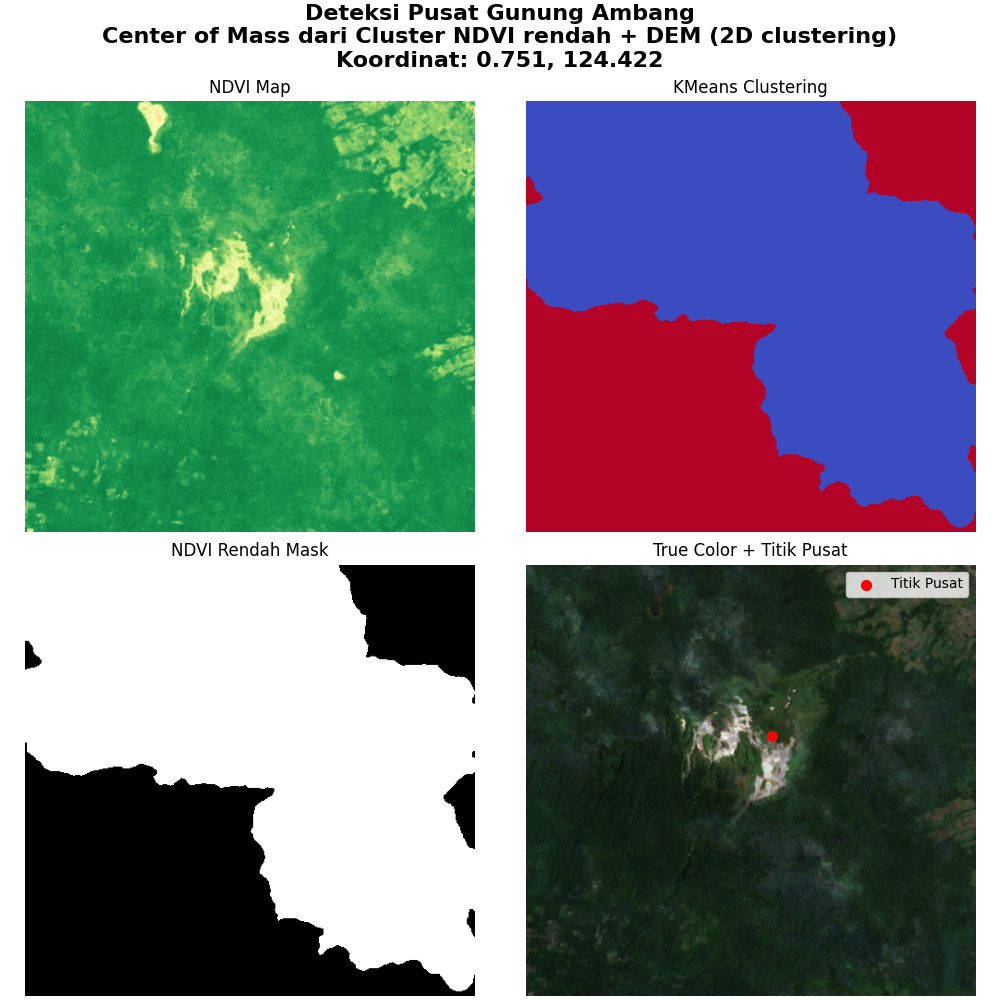 Deteksi Pusat Gunung Ambang
Center of Mass dari Cluster NDVI rendah + DEM (2D clustering)
Koordinat: 0.751, 124.422
NDVI Map
KMeans Clustering
NDVI Rendah Mask
True Color + Titik Pusat
Titik Pusat